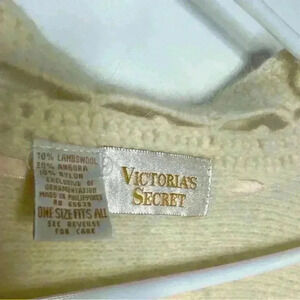 70% LAMBSWOOL
20% ANGORA
10% NYLON
EXCLUSIVE OF
ORNAMENTATION
MADE IN PHILIPPINES
RN
ONE SIZE FITS ALL
SEE REVERSE
FOR CARE
VICTORIA'S
SECRET